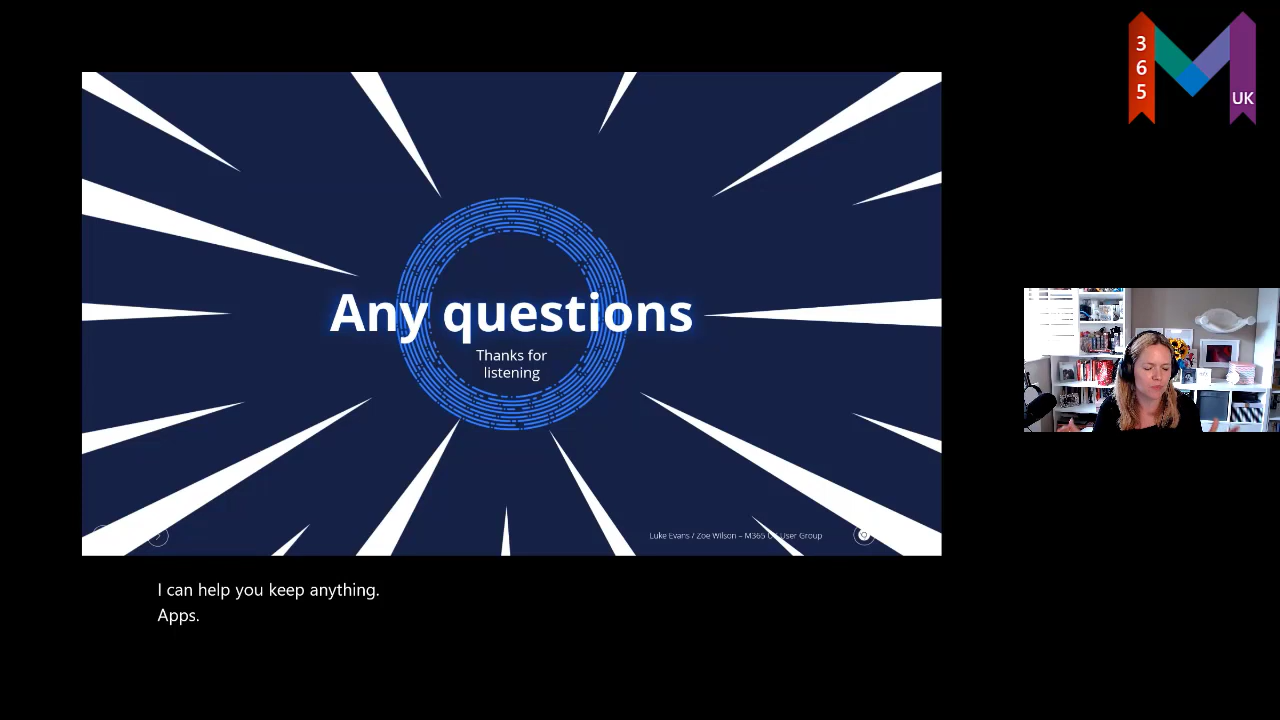 3
6
5
UK
Any questions
Thanks for
listening
Luke Evans / Zoe Wilson – M365 UK User Group
I can help you keep anything.
Apps.